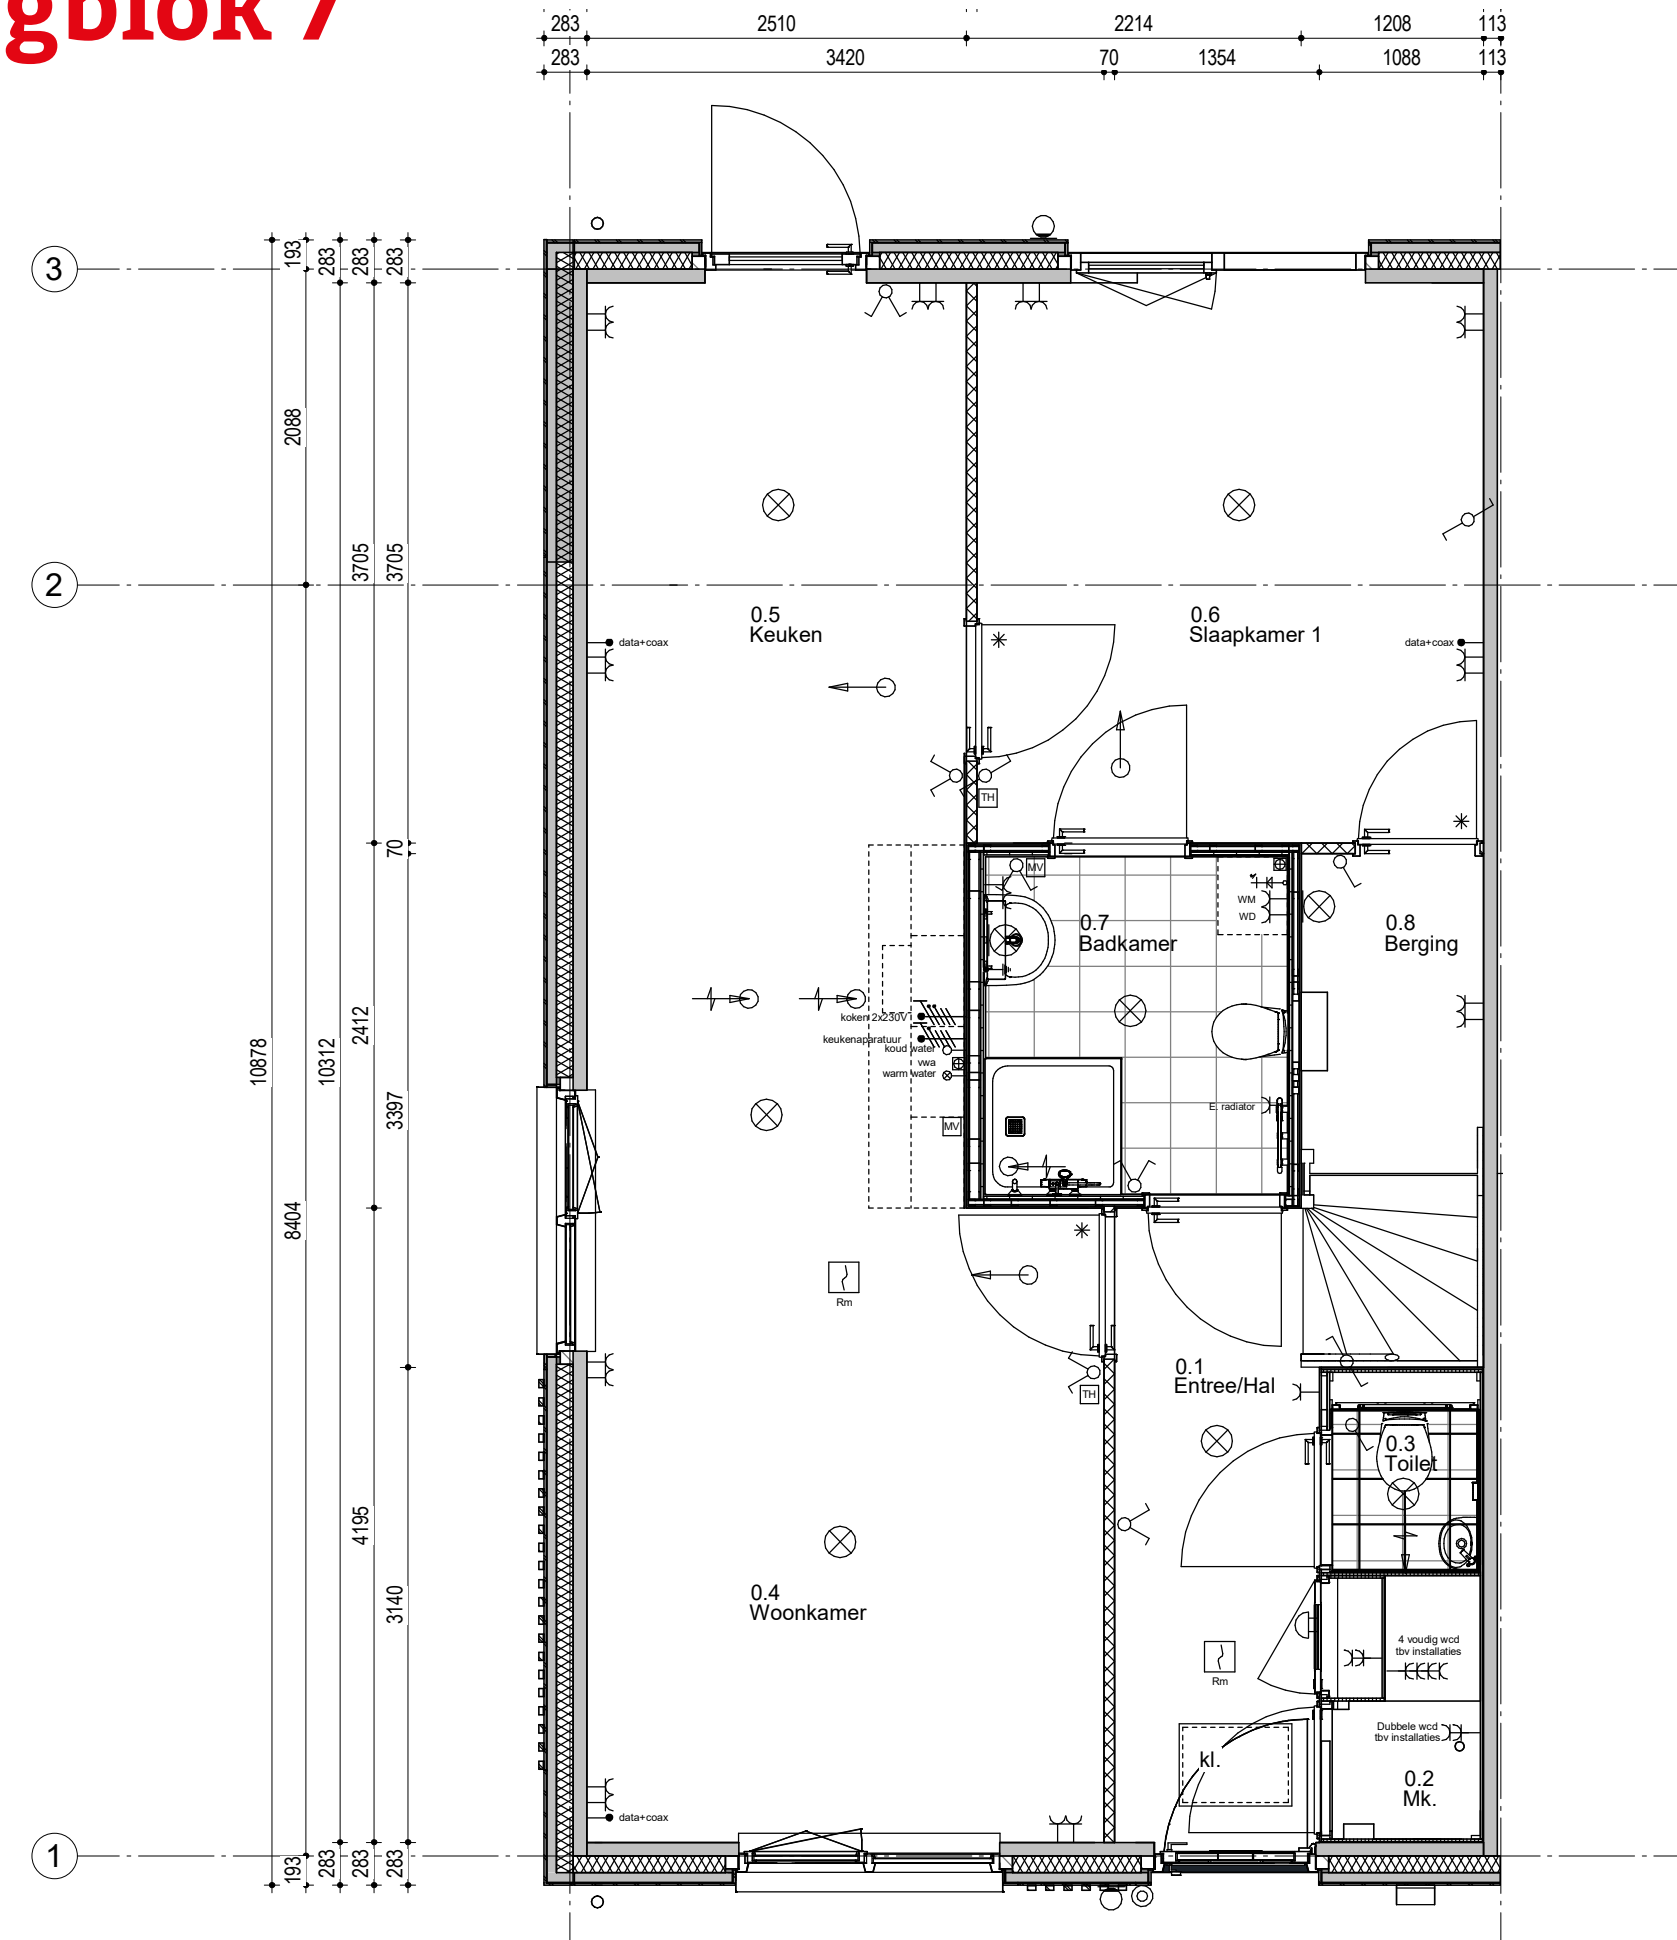 gblok 7
283 2510 2214 1208 113
283 3420 70 1354 1088 113
3
193 283 283 283
2088
3705 3705
2
0.5
Keuken
0.6
Slaapkamer 1
data+coax
data+coax
TH
70
MV
WM
WD
0.7
Badkamer
0.8
Berging
koken 2x230V
keukenaparatuur
koud water
vwa
warm water
MV
E. radiator
10878
10312
2412
3397
8404
Rm
TH
0.1
Entree/Hal
0.3
Toilet
4195
3140
0.4
Woonkamer
4 voudig wcd
tbv installaties
Rm
Dubbele wcd
tbv installaties
kl.
0.2
Mk.
data+coax
1
193 283 283 283